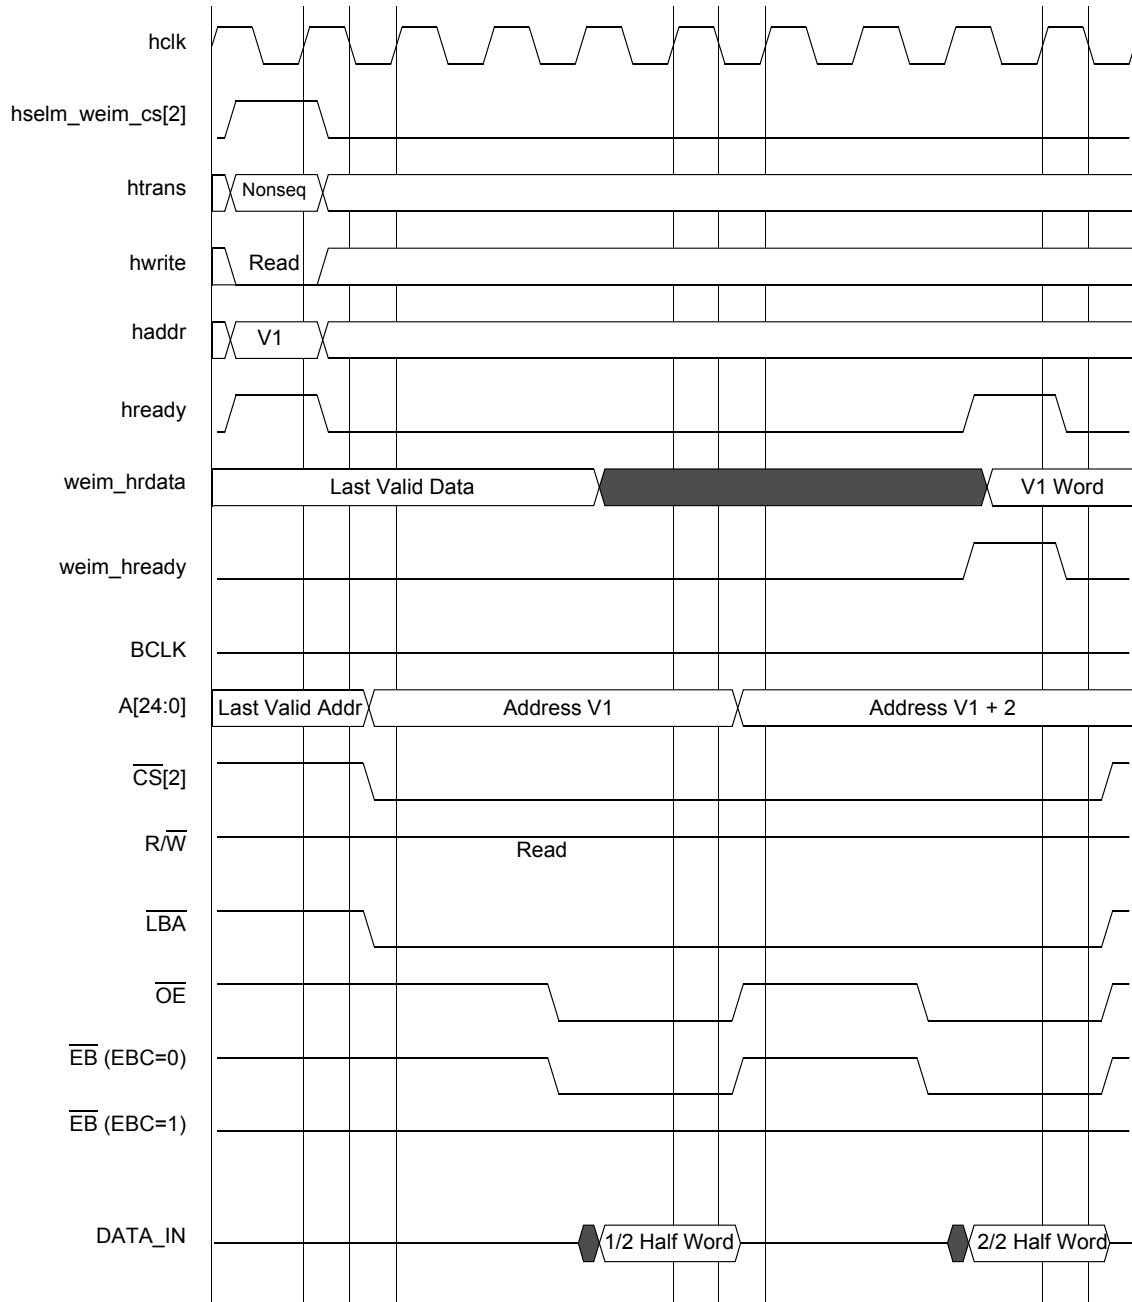 hclk
hselm_weim_cs[2]
htrans Nonseq
hwrite Read
haddr V1
hready
weim_hrdata Last Valid Data V1 Word
weim_hready
BCLK
A[24:0] Last Valid Addr Address V1 Address V1 + 2
CS[2]
R/W
Read
LBA
OE
EB (EBC=0)
EB (EBC=1)
DATA_IN 1/2 Half Word 2/2 Half Word